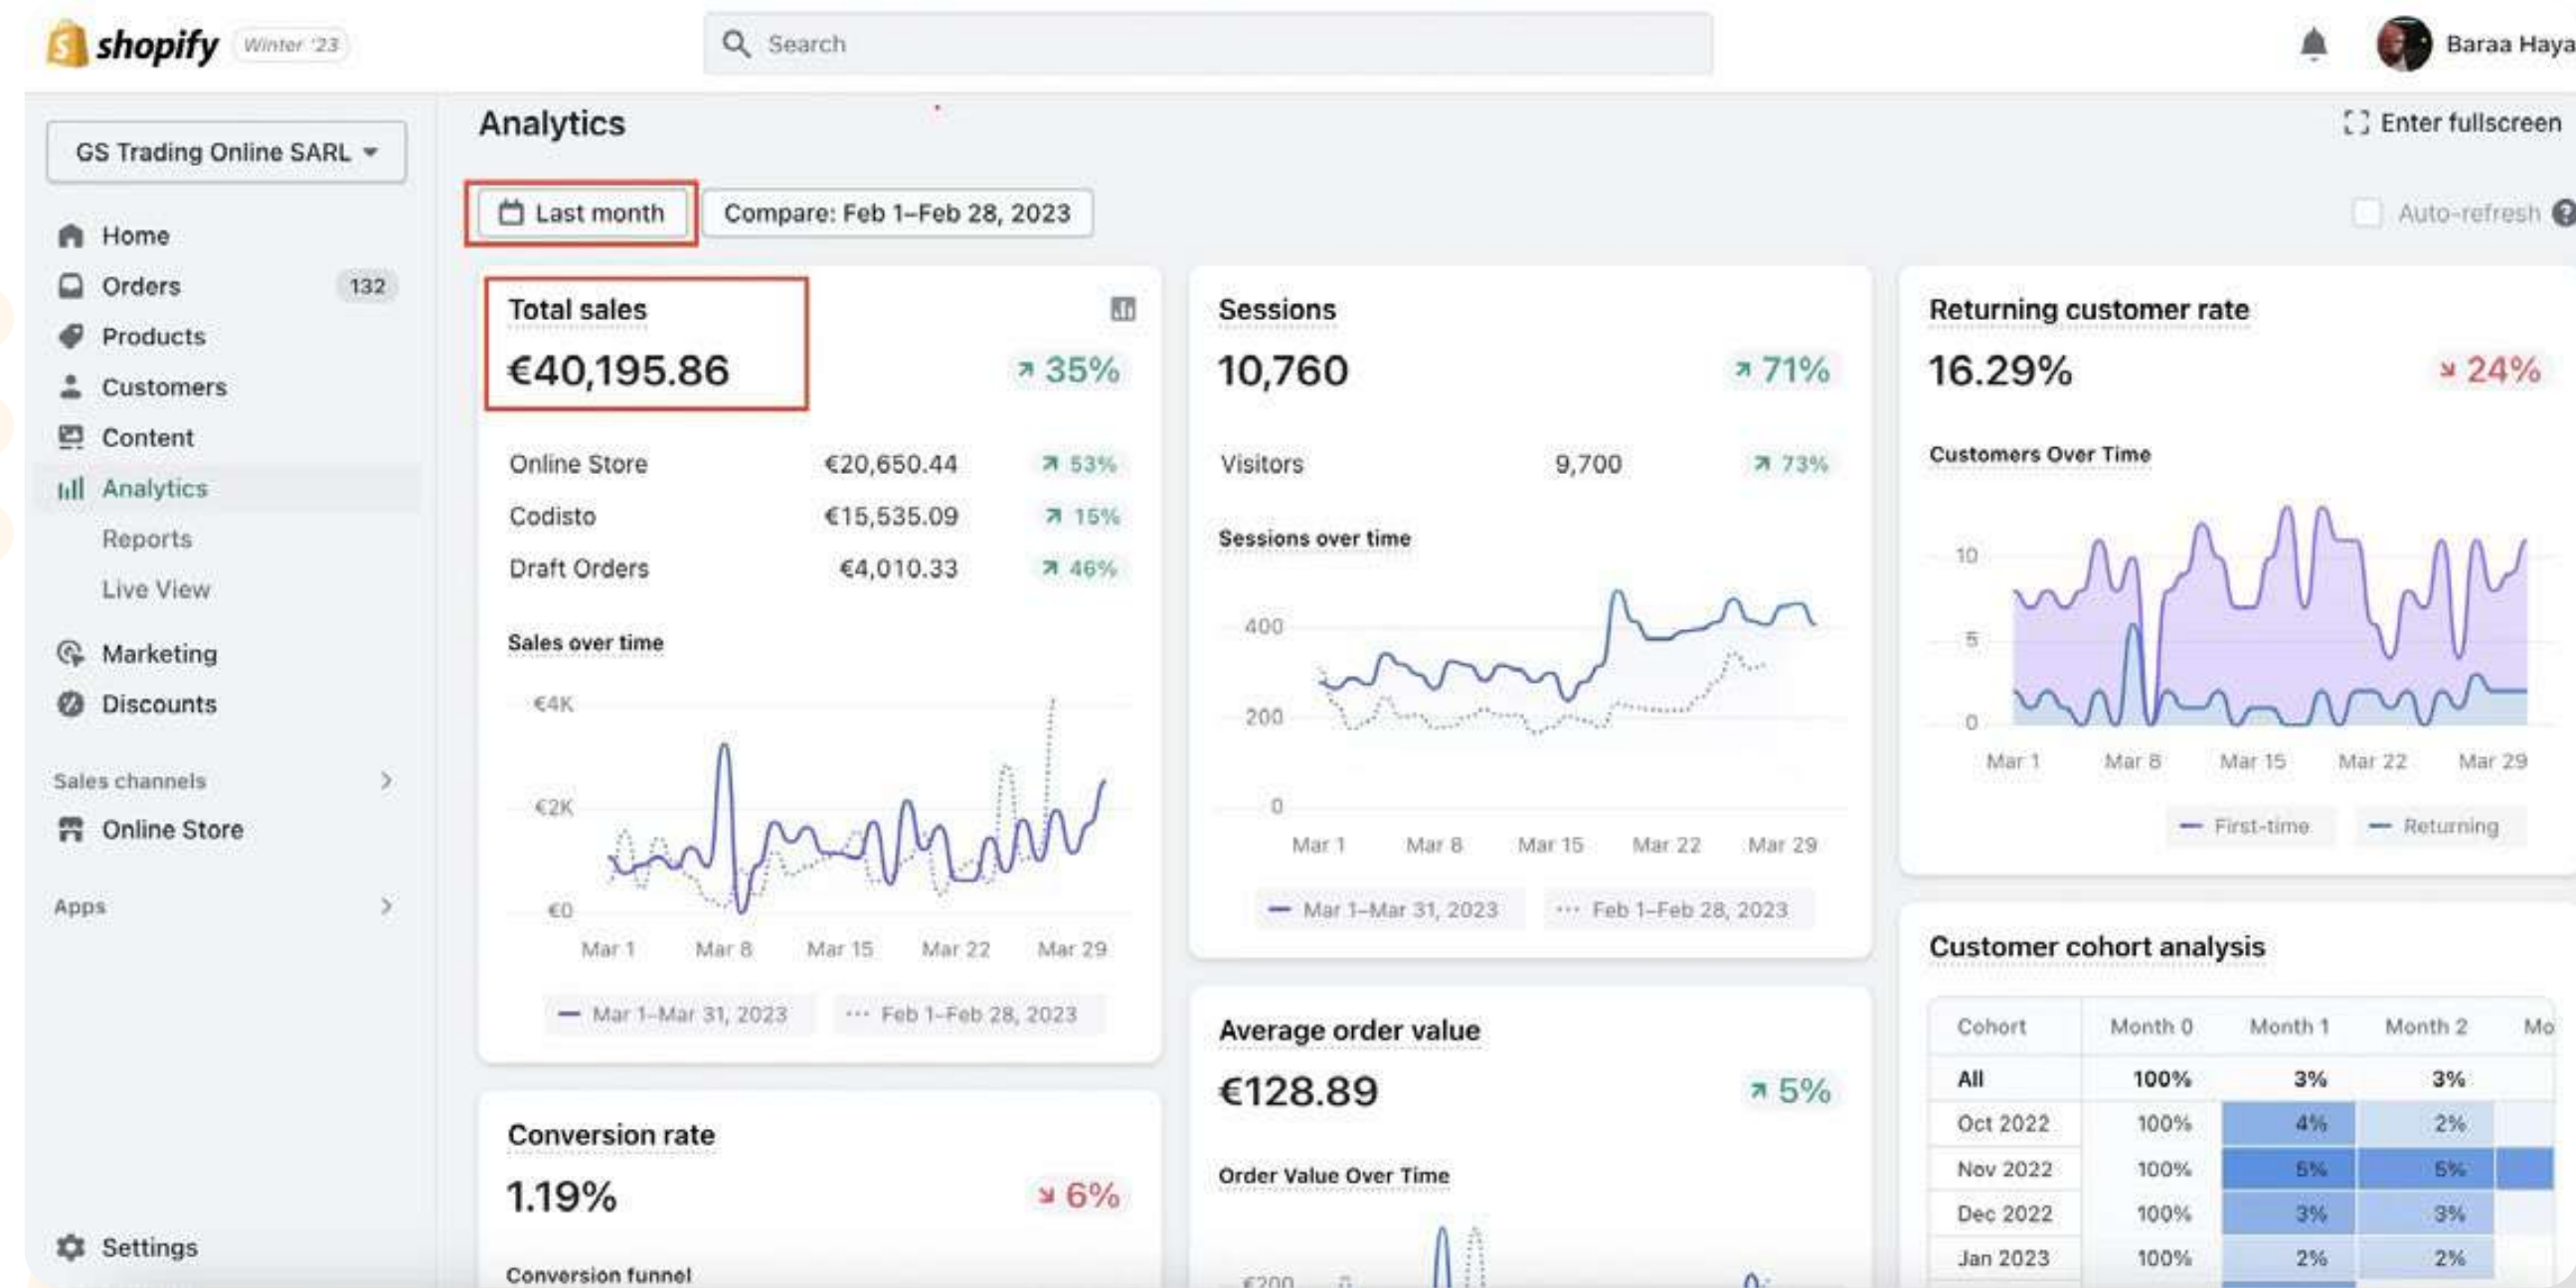 shopify Winter '23
Search
Baraa Haya
GS Trading Online SARL
Home
Orders 132
Products
Customers
Content
Analytics
Reports
Live View
Marketing
Discounts
Sales channels
Online Store
Apps
Settings
Analytics
Enter fullscreen
Last month
Compare: Feb 1–Feb 28, 2023
Auto-refresh
Total sales
€40,195.86 35%
Online Store €20,650.44 53%
Codisto €15,535.09 15%
Draft Orders €4,010.33 46%
Sales over time
€4K
€2K
€0
Mar 1 Mar 8 Mar 15 Mar 22 Mar 29
Mar 1–Mar 31, 2023 Feb 1–Feb 28, 2023
Conversion rate
1.19% 6%
Conversion funnel
Sessions
10,760 71%
Visitors 9,700 73%
Sessions over time
400
200
0
Mar 1 Mar 8 Mar 15 Mar 22 Mar 29
Mar 1–Mar 31, 2023 Feb 1–Feb 28, 2023
Average order value
€128.89 5%
Order Value Over Time
€200
Returning customer rate
16.29% 24%
Customers Over Time
10
5
0
Mar 1 Mar 8 Mar 15 Mar 22 Mar 29
First-time Returning
Customer cohort analysis
Cohort Month 0 Month 1 Month 2 Mo
All 100% 3% 3%
Oct 2022 100% 4% 2%
Nov 2022 100% 5% 5%
Dec 2022 100% 3% 3%
Jan 2023 100% 2% 2%